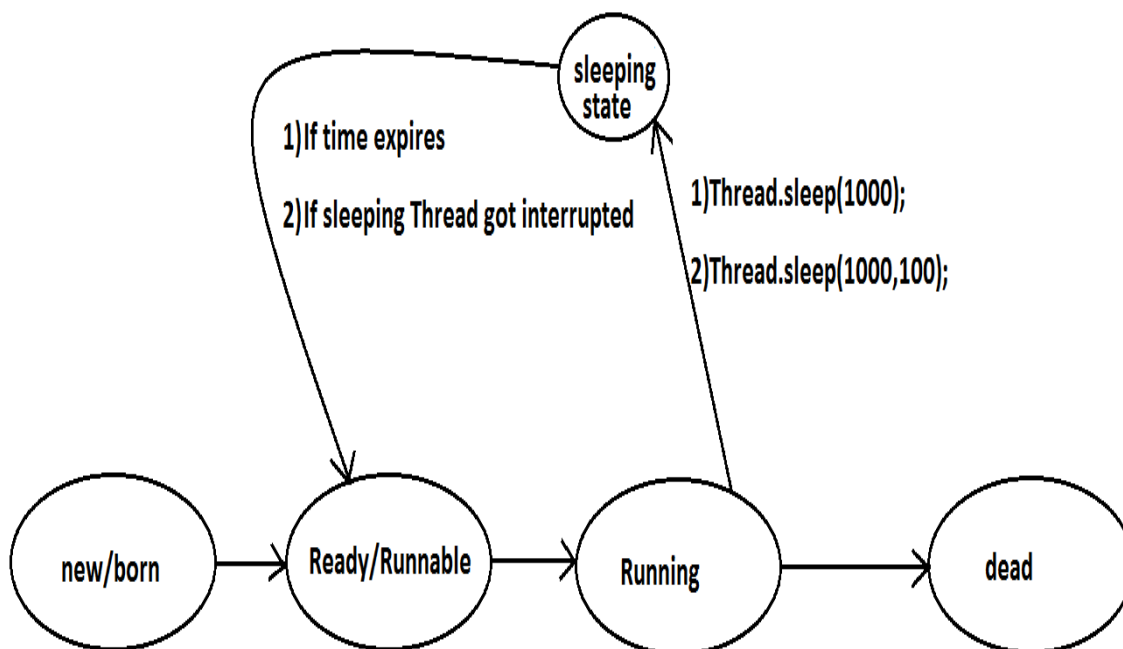 sleeping
state
1)If time expires
2)If sleeping Thread got interrupted
1)Thread.sleep(1000);
2)Thread.sleep(1000,100);
new/born
Ready/Runnable
Running
dead